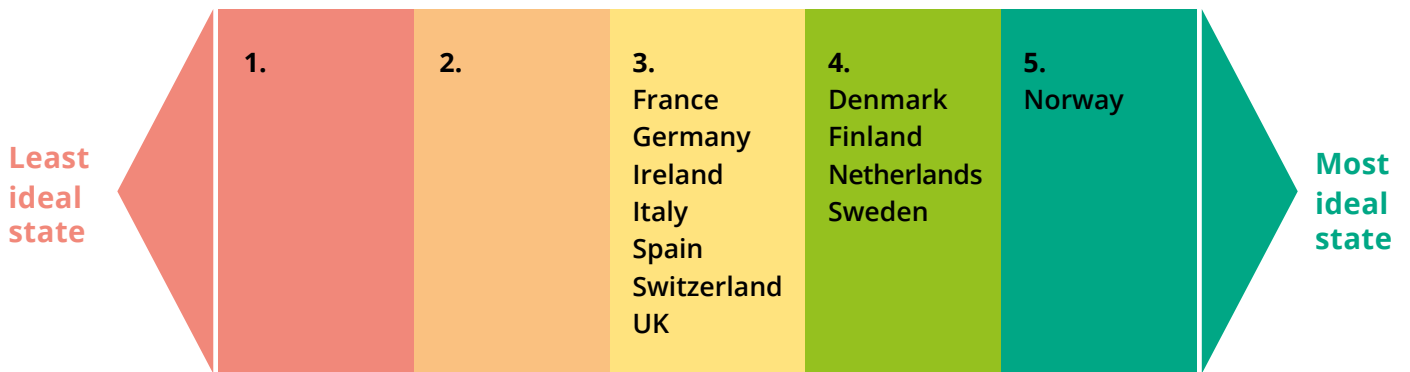 Least
ideal
state
1.
2.
3.
France
Germany
Ireland
Italy
Spain
Switzerland
UK
4.
Denmark
Finland
Netherlands
Sweden
5.
Norway
Most
ideal
state